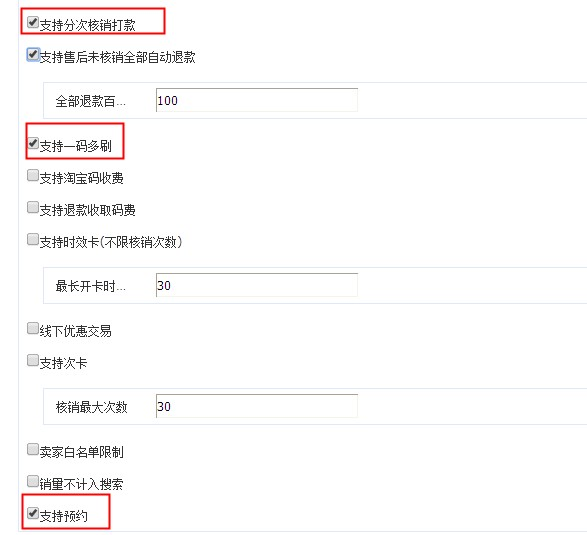 支持分次核销打款
支持售后未核销全部自动退款
全部退款百... 100
支持一码多刷
支持淘宝码收费
支持退款收取码费
支持时效卡(不限核销次数)
最长开卡时... 30
线下优惠交易
支持次卡
核销最大次数 30
卖家白名单限制
销量不计入搜索
支持预约